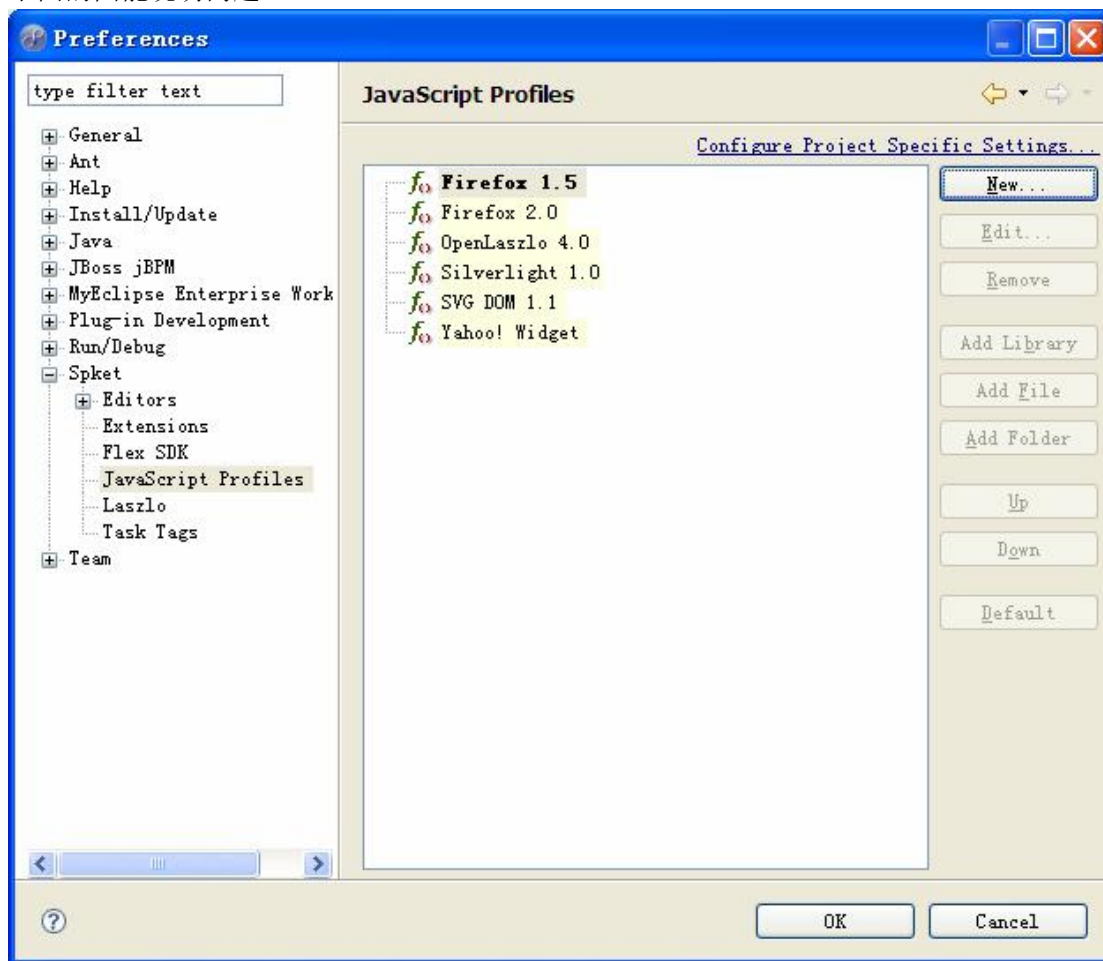 Preferences
type filter text
General
Ant
Help
Install/Update
Java
JBoss jBPM
MyEclipse Enterprise Work
Plug-in Development
Run/Debug
Spket
Editors
Extensions
Flex SDK
JavaScript Profiles
Laszlo
Task Tags
Team
JavaScript Profiles
Configure Project Specific Settings...
Firefox 1.5
Firefox 2.0
OpenLaszlo 4.0
Silverlight 1.0
SVG DOM 1.1
Yahoo! Widget
New...
Edit...
Remove
Add Library
Add File
Add Folder
Up
Down
Default
OK
Cancel